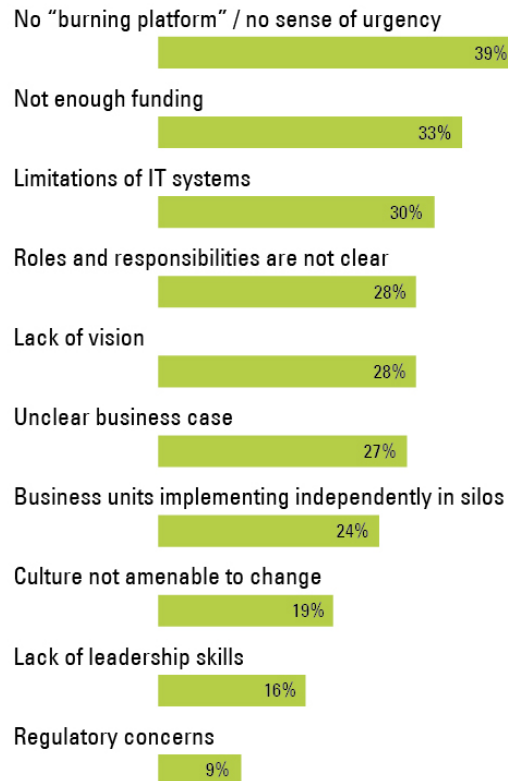 No “burning platform” / no sense of urgency
39%
Not enough funding
33%
Limitations of IT systems
30%
Roles and responsibilities are not clear
28%
Lack of vision
28%
Unclear business case
27%
Business units implementing independently in silos
24%
Culture not amenable to change
19%
Lack of leadership skills
16%
Regulatory concerns
9%